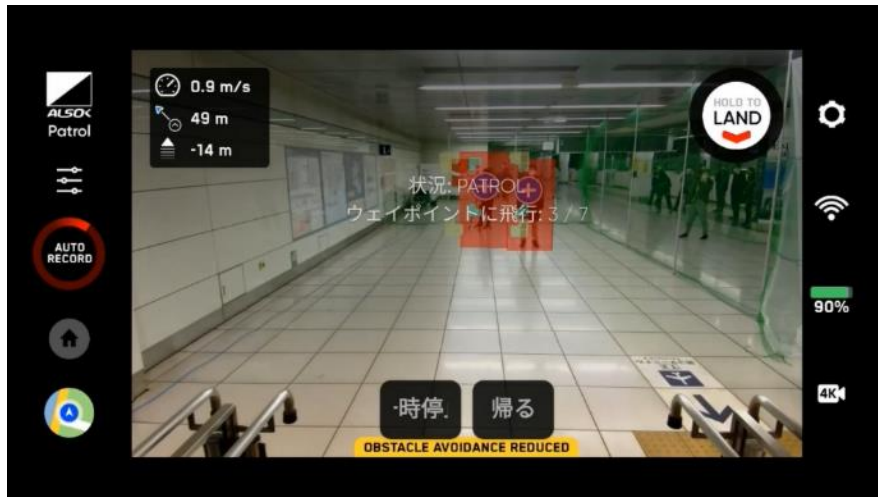 ALSOK
Patrol
0.9 m/s
49 m
-14 m
HOLD TO
LAND
状況: PATROL
ウェイポイントに飛行: 3 / 7
AUTO
RECORD
90%
4K
時停
帰る
OBSTACLE AVOIDANCE REDUCED